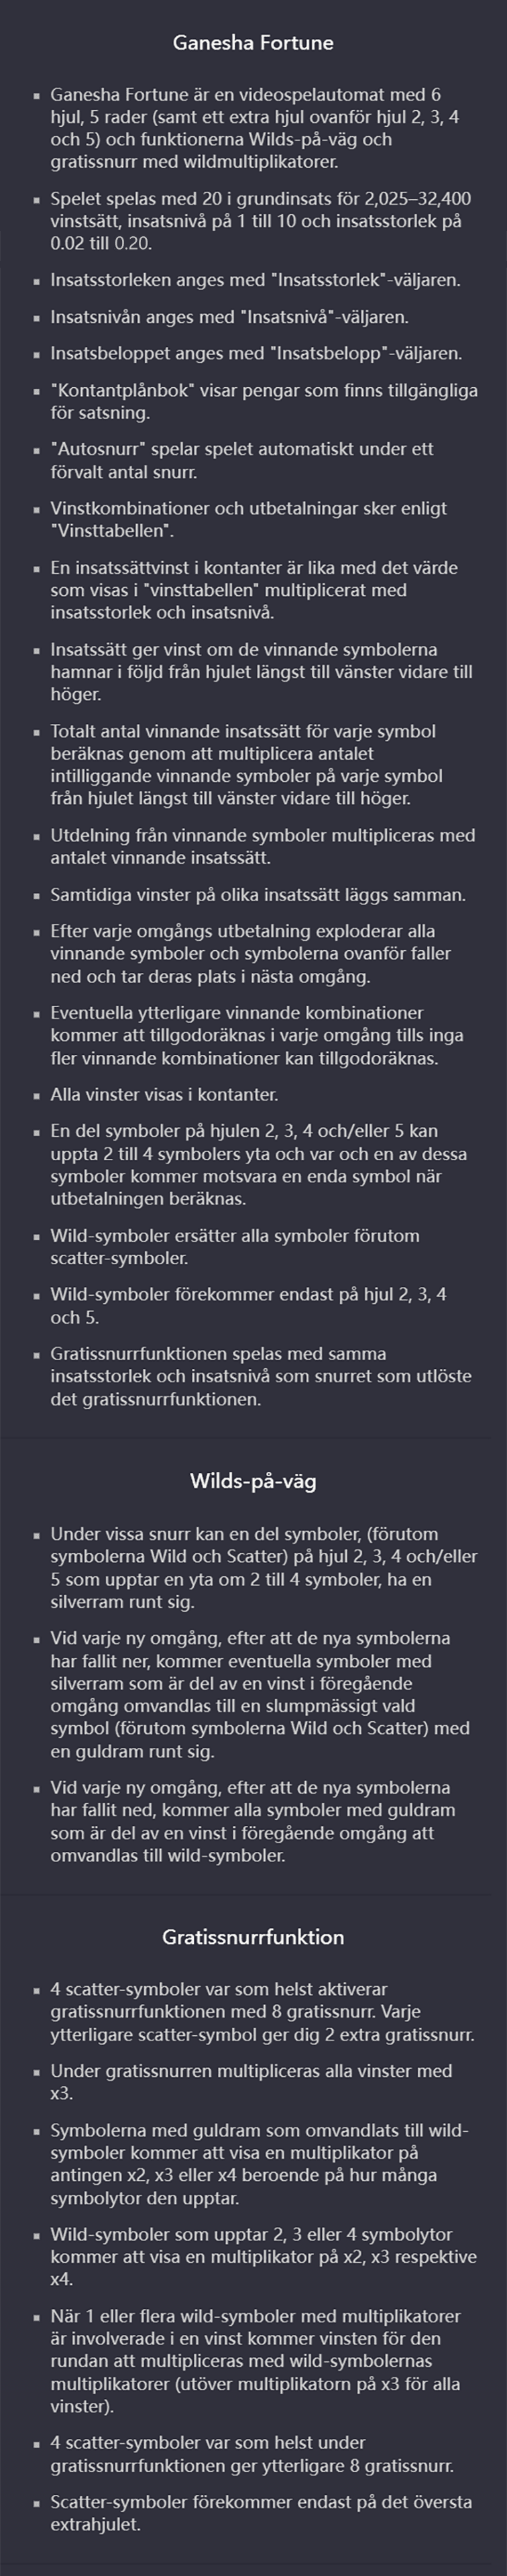 Ganesha Fortune
Ganesha Fortune är en videospelautomat med 6
hjul, 5 rader (samt ett extra hjul ovanför hjul 2, 3, 4
och 5) och funktionerna Wilds-på-väg och
gratissnurr med wildmultiplikatorer.
Spelet spelas med 20 i grundinsats för 2,025–32,400
vinstsätt, insatsnivå på 1 till 10 och insatsstorlek på
0.02 till 0.20.
Insatsstorleken anges med "Insatsstorlek"-väljaren.
Insatsnivån anges med "Insatsnivå"-väljaren.
Insatsbeloppet anges med "Insatsbelopp"-väljaren.
"Kontantplånbok" visar pengar som finns tillgängliga
för satsning.
"Autosnurr" spelar spelet automatiskt under ett
förvalt antal snurr.
Vinstkombinationer och utbetalningar sker enligt
"Vinsttabellen".
En insatssättvinst i kontanter är lika med det värde
som visas i "vinsttabellen" multiplicerat med
insatsstorlek och insatsnivå.
Insatssätt ger vinst om de vinnande symbolerna
hamnar i följd från hjulet längst till vänster vidare till
höger.
Totalt antal vinnande insatssätt för varje symbol
beräknas genom att multiplicera antalet
intilliggande vinnande symboler på varje symbol
från hjulet längst till vänster vidare till höger.
Utdelning från vinnande symboler multipliceras med
antalet vinnande insatssätt.
Samtidiga vinster på olika insatssätt läggs samman.
Efter varje omgångs utbetalning exploderar alla
vinnande symboler och symbolerna ovanför faller
ned och tar deras plats i nästa omgång.
Eventuella ytterligare vinnande kombinationer
kommer att tillgodoräknas i varje omgång tills inga
fler vinnande kombinationer kan tillgodoräknas.
Alla vinster visas i kontanter.
En del symboler på hjulen 2, 3, 4 och/eller 5 kan
uppta 2 till 4 symbolers yta och var och en av dessa
symboler kommer motsvara en enda symbol när
utbetalningen beräknas.
Wild-symboler ersätter alla symboler förutom
scatter-symboler.
Wild-symboler förekommer endast på hjul 2, 3, 4
och 5.
Gratissnurrfunktionen spelas med samma
insatsstorlek och insatsnivå som snurret som utlöste
det gratissnurrfunktionen.
Wilds-på-väg
Under vissa snurr kan en del symboler, (förutom
symbolerna Wild och Scatter) på hjul 2, 3, 4 och/eller
5 som upptar en yta om 2 till 4 symboler, ha en
silverram runt sig.
Vid varje ny omgång, efter att de nya symbolerna
har fallit ner, kommer eventuella symboler med
silverram som är del av en vinst i föregående
omgång omvandlas till en slumpmässigt vald
symbol (förutom symbolerna Wild och Scatter) med
en guldram runt sig.
Vid varje ny omgång, efter att de nya symbolerna
har fallit ned, kommer alla symboler med guldram
som är del av en vinst i föregående omgång att
omvandlas till wild-symboler.
Gratissnurrfunktion
4 scatter-symboler var som helst aktiverar
gratissnurrfunktionen med 8 gratissnurr. Varje
ytterligare scatter-symbol ger dig 2 extra gratissnurr.
Under gratissnurren multipliceras alla vinster med
x3.
Symbolerna med guldram som omvandlats till wild-
symboler kommer att visa en multiplikator på
antingen x2, x3 eller x4 beroende på hur många
symbolytor den upptar.
Wild-symboler som upptar 2, 3 eller 4 symbolytor
kommer att visa en multiplikator på x2, x3 respektive
x4.
När 1 eller flera wild-symboler med multiplikatorer
är involverade i en vinst kommer vinsten för den
rundan att multipliceras med wild-symbolernas
multiplikatorer (utöver multiplikatorn på x3 för alla
vinster).
4 scatter-symboler var som helst under
gratissnurrfunktionen ger ytterligare 8 gratissnurr.
Scatter-symboler förekommer endast på det översta
extrahjulet.